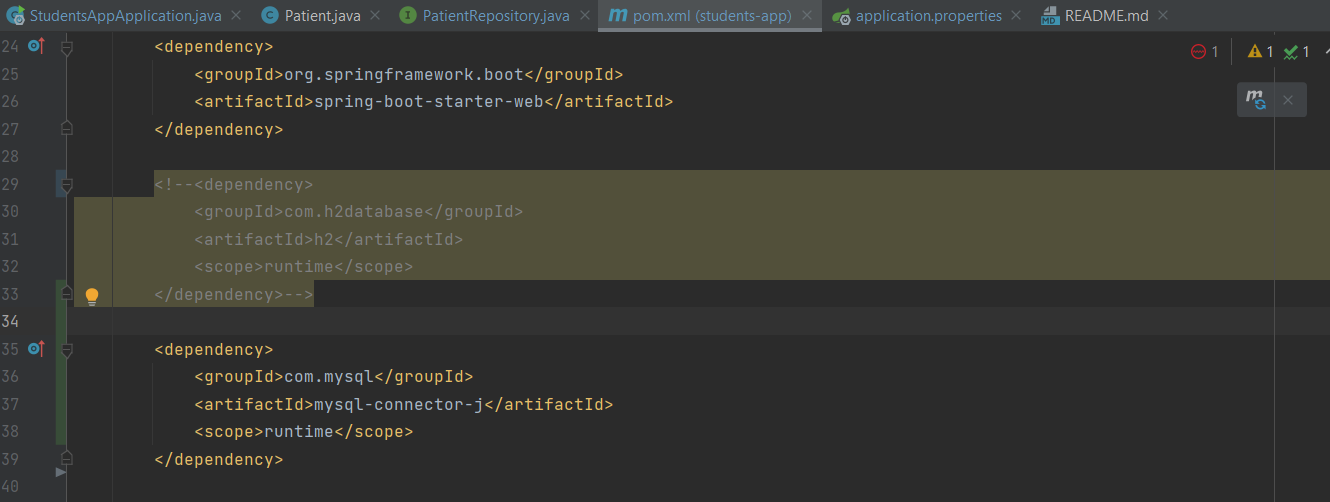 StudentsAppApplication.java Patient.java PatientRepository.java pom.xml (students-app) application.properties README.md
24 <dependency>
1 1 1
25 <groupId>org.springframework.boot</groupId>
26 <artifactId>spring-boot-starter-web</artifactId>
27 </dependency>
28
29 <!--<dependency>
30 <groupId>com.h2database</groupId>
31 <artifactId>h2</artifactId>
32 <scope>runtime</scope>
33 </dependency>-->
34
35 <dependency>
36 <groupId>com.mysql</groupId>
37 <artifactId>mysql-connector-j</artifactId>
38 <scope>runtime</scope>
39 </dependency>
40